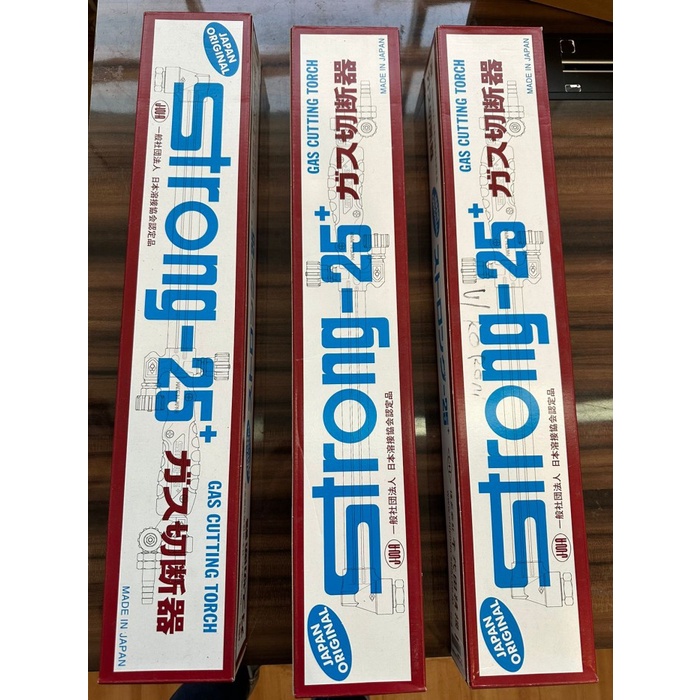 JAPAN
ORIGINAL
Strong-25+
一般社団法人 日本溶接協会認定品
GAS CUTTING TORCH
ガス切断器
MADE IN JAPAN
JAPAN
ORIGINAL
Strong-25+
一般社団法人 日本溶接協会認定品
GAS CUTTING TORCH
ガス切断器
MADE IN JAPAN
JAPAN
ORIGINAL
Strong-25+
一般社団法人 日本溶接協会認定品
GAS CUTTING TORCH
ガス切断器
MADE IN JAPAN